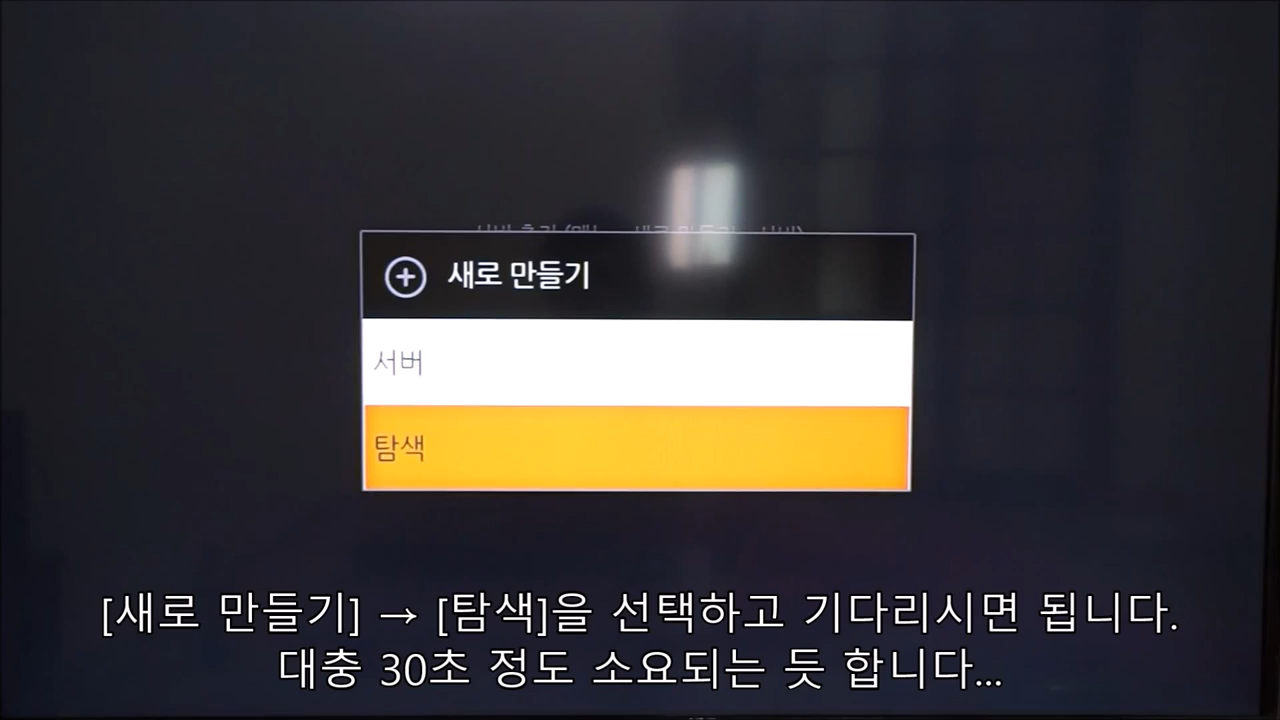 새로 만들기
서버
탐색
[새로 만들기] → [탐색]을 선택하고 기다리시면 됩니다.
대충 30초 정도 소요되는 듯 합니다...